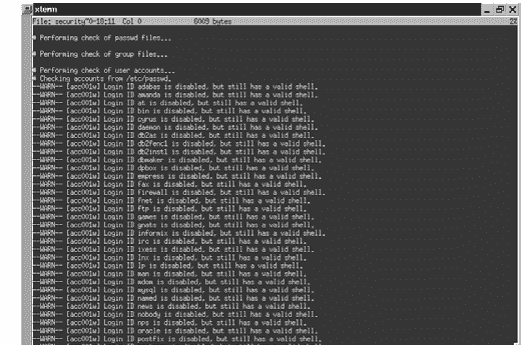 xterm
File: security~0-18;11 Col 0 6009 bytes 2%
# Performing check of passwd files...
# Performing check of group files...
# Performing check of user accounts...
# Checking accounts from /etc/passwd.
--WARN-- [acc001w] Login ID adabas is disabled, but still has a valid shell.
--WARN-- [acc001w] Login ID amanda is disabled, but still has a valid shell.
--WARN-- [acc001w] Login ID at is disabled, but still has a valid shell.
--WARN-- [acc001w] Login ID bin is disabled, but still has a valid shell.
--WARN-- [acc001w] Login ID cyrus is disabled, but still has a valid shell.
--WARN-- [acc001w] Login ID daemon is disabled, but still has a valid shell.
--WARN-- [acc001w] Login ID db2as is disabled, but still has a valid shell.
--WARN-- [acc001w] Login ID db2fenc1 is disabled, but still has a valid shell.
--WARN-- [acc001w] Login ID db2inst1 is disabled, but still has a valid shell.
--WARN-- [acc001w] Login ID dbmaker is disabled, but still has a valid shell.
--WARN-- [acc001w] Login ID dpbox is disabled, but still has a valid shell.
--WARN-- [acc001w] Login ID empress is disabled, but still has a valid shell.
--WARN-- [acc001w] Login ID fax is disabled, but still has a valid shell.
--WARN-- [acc001w] Login ID firewall is disabled, but still has a valid shell.
--WARN-- [acc001w] Login ID fnet is disabled, but still has a valid shell.
--WARN-- [acc001w] Login ID ftp is disabled, but still has a valid shell.
--WARN-- [acc001w] Login ID games is disabled, but still has a valid shell.
--WARN-- [acc001w] Login ID gnats is disabled, but still has a valid shell.
--WARN-- [acc001w] Login ID informix is disabled, but still has a valid shell.
--WARN-- [acc001w] Login ID irc is disabled, but still has a valid shell.
--WARN-- [acc001w] Login ID ixess is disabled, but still has a valid shell.
--WARN-- [acc001w] Login ID lnx is disabled, but still has a valid shell.
--WARN-- [acc001w] Login ID lp is disabled, but still has a valid shell.
--WARN-- [acc001w] Login ID man is disabled, but still has a valid shell.
--WARN-- [acc001w] Login ID mdom is disabled, but still has a valid shell.
--WARN-- [acc001w] Login ID mysql is disabled, but still has a valid shell.
--WARN-- [acc001w] Login ID named is disabled, but still has a valid shell.
--WARN-- [acc001w] Login ID news is disabled, but still has a valid shell.
--WARN-- [acc001w] Login ID nobody is disabled, but still has a valid shell.
--WARN-- [acc001w] Login ID nps is disabled, but still has a valid shell.
--WARN-- [acc001w] Login ID oracle is disabled, but still has a valid shell.
--WARN-- [acc001w] Login ID postfix is disabled, but still has a valid shell.